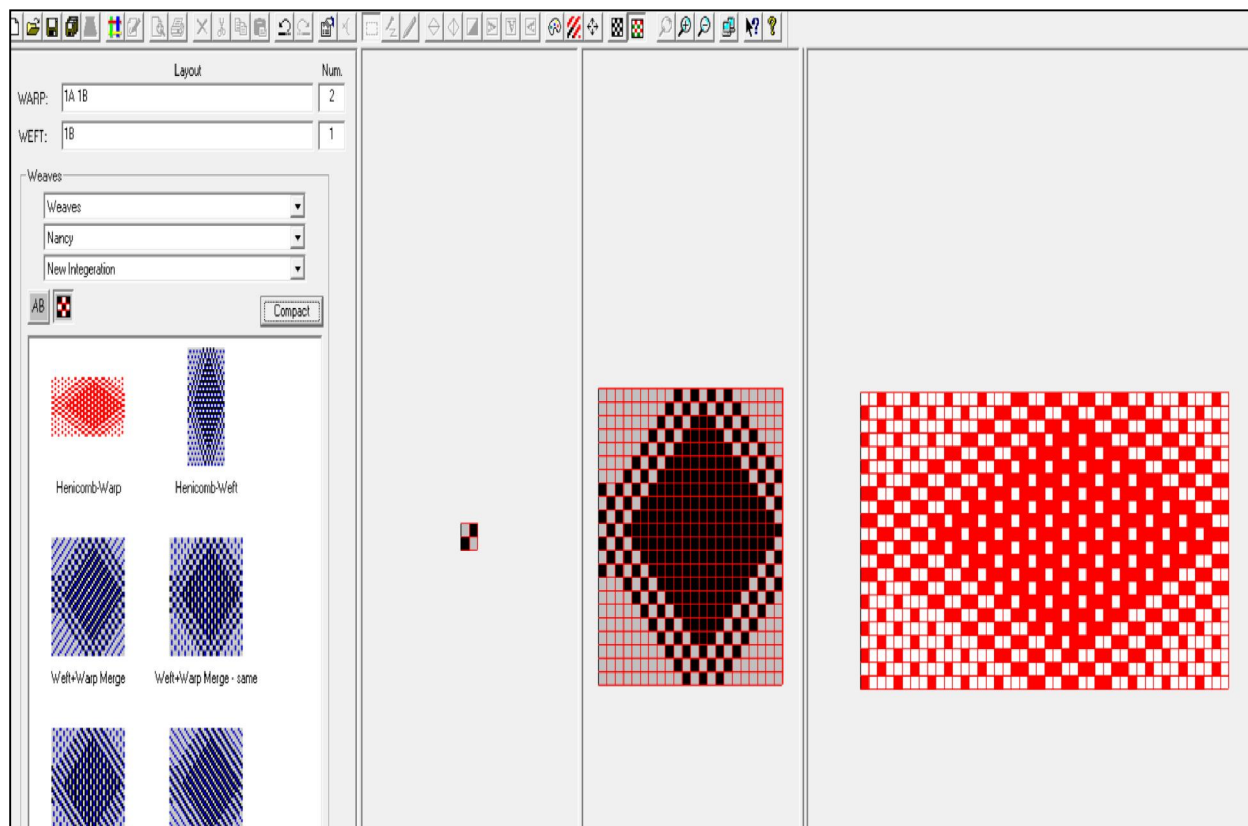 Layout Num.
WARP: 1A 1B 2
WEFT: 1B 1
Weaves
Weaves
Nancy
New Integeration
AB Compact
Henicomb-Warp Henicomb-Weft
Weft+Warp Merge Weft+Warp Merge - same